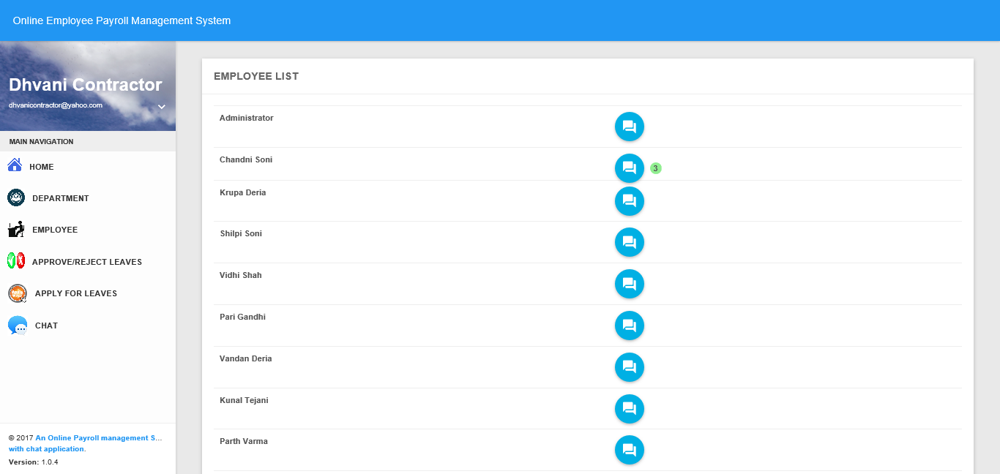 Online Employee Payroll Management System
Dhvani Contractor
dhvanicontractor@yahoo.com
MAIN NAVIGATION
HOME
DEPARTMENT
EMPLOYEE
APPROVE/REJECT LEAVES
APPLY FOR LEAVES
CHAT
© 2017 An Online Payroll management S...
with chat application.
Version: 1.0.4
EMPLOYEE LIST
Administrator
Chandni Soni 3
Krupa Deria
Shilpi Soni
Vidhi Shah
Pari Gandhi
Vandan Deria
Kunal Tejani
Parth Varma